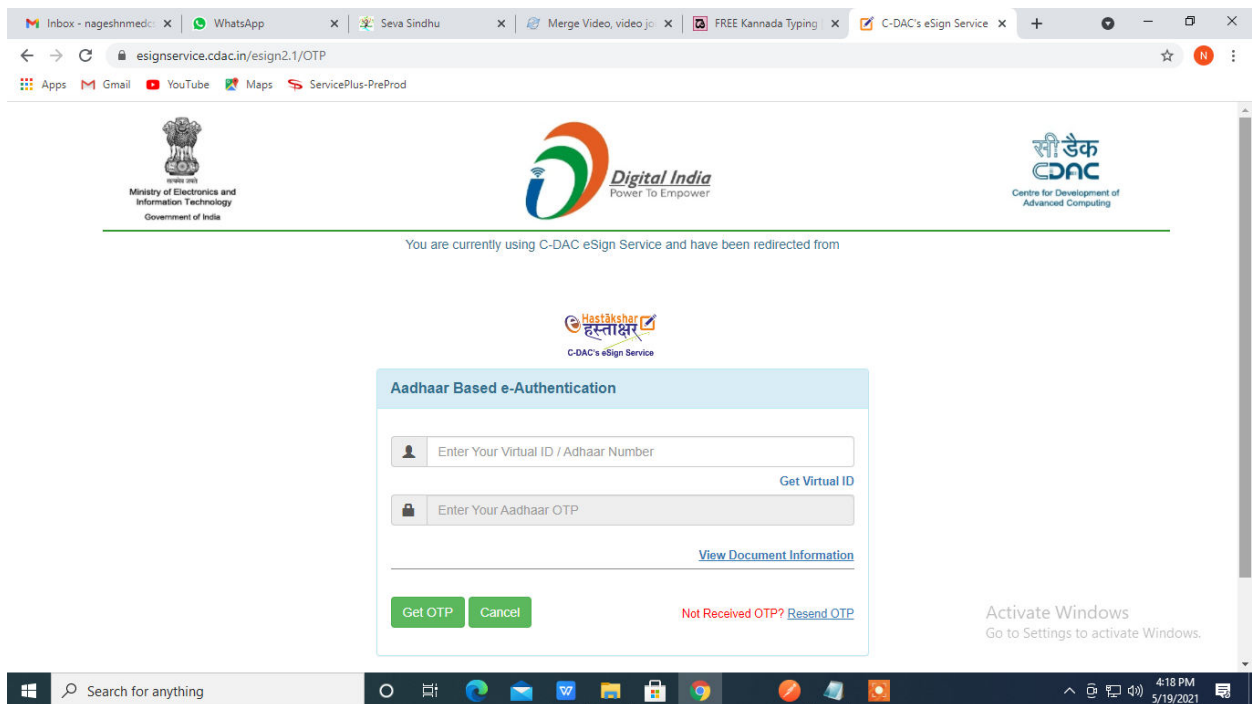 Inbox - nageshnmedc
WhatsApp
Seva Sindhu
Merge Video, video jo
FREE Kannada Typing
C-DAC's eSign Service
esignservice.cdac.in/esign2.1/OTP
N
Apps
Gmail
YouTube
Maps
ServicePlus-PreProd
सत्यमेव जयते
Ministry of Electronics and
Information Technology
Government of India
Digital India
Power To Empower
सी डैक
CDAC
Centre for Development of
Advanced Computing
You are currently using C-DAC eSign Service and have been redirected from
e Hastākshar
हस्ताक्षर
C-DAC's eSign Service
Aadhaar Based e-Authentication
Enter Your Virtual ID / Adhaar Number
Get Virtual ID
Enter Your Aadhaar OTP
View Document Information
Get OTP
Cancel
Not Received OTP? Resend OTP
Activate Windows
Go to Settings to activate Windows.
Search for anything
4:18 PM
5/19/2021